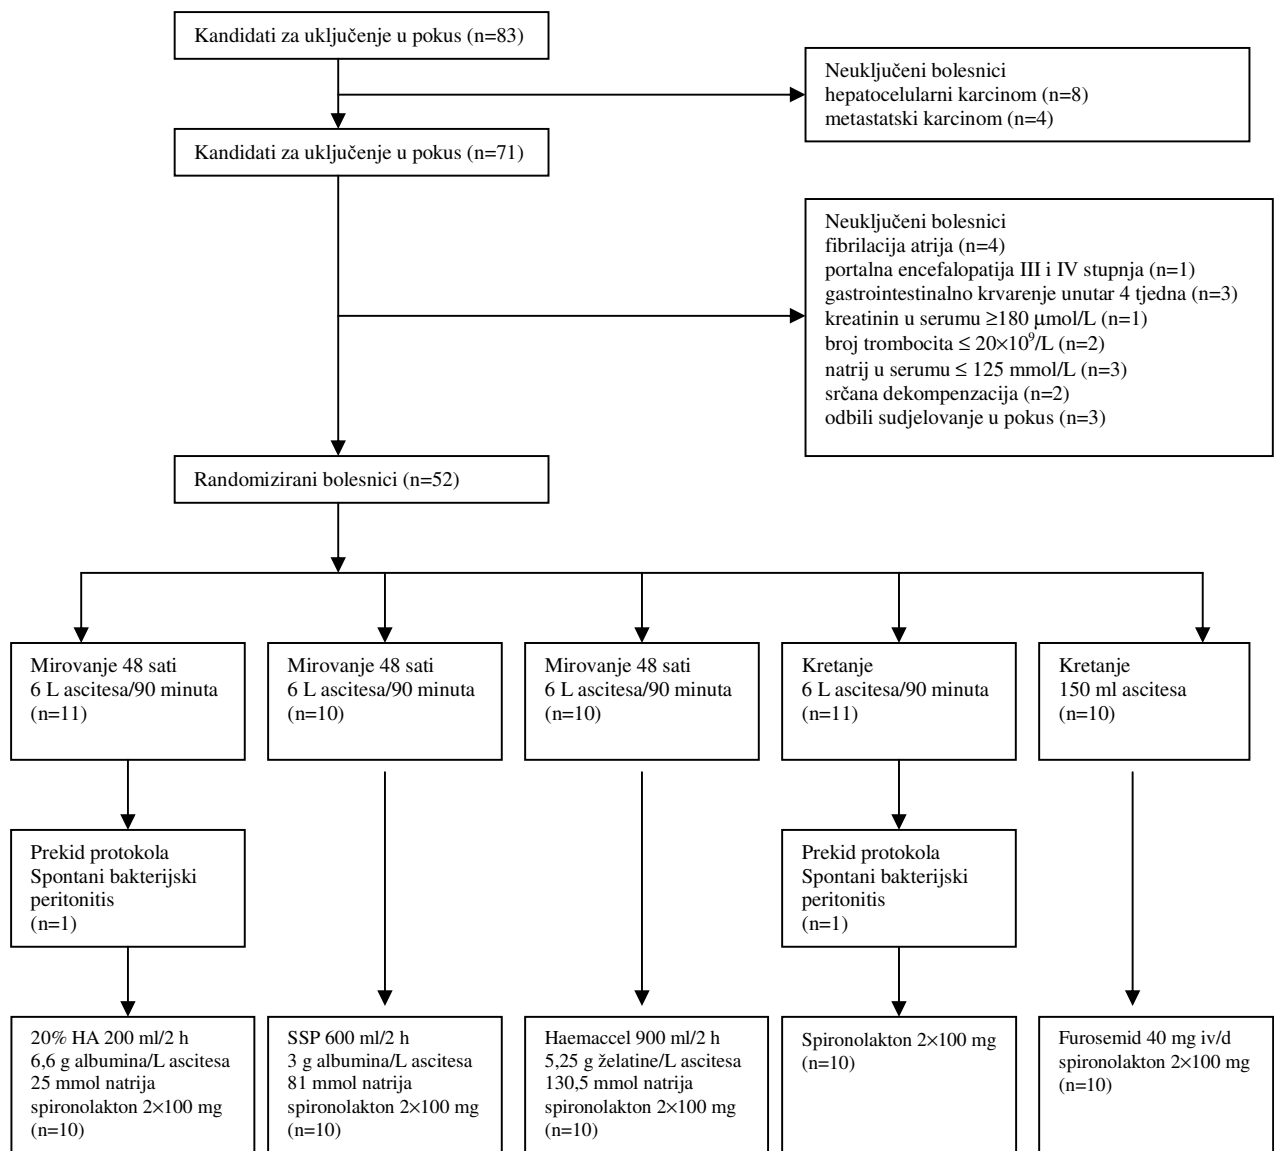 Kandidati za uključenje u pokus (n=83)
Neuključeni bolesnici
hepatocelularni karcinom (n=8)
metastatski karcinom (n=4)
Kandidati za uključenje u pokus (n=71)
Neuključeni bolesnici
fibrilacija atrija (n=4)
portalna encefalopatija III i IV stupnja (n=1)
gastrointestinalno krvarenje unutar 4 tjedna (n=3)
kreatinin u serumu ≥180 μmol/L (n=1)
broj trombocita ≤ 20×10⁹/L (n=2)
natrij u serumu ≤ 125 mmol/L (n=3)
srčana dekompenzacija (n=2)
odbili sudjelovanje u pokus (n=3)
Randomizirani bolesnici (n=52)
Mirovanje 48 sati
6 L ascitesa/90 minuta
(n=11)
Mirovanje 48 sati
6 L ascitesa/90 minuta
(n=10)
Mirovanje 48 sati
6 L ascitesa/90 minuta
(n=10)
Kretanje
6 L ascitesa/90 minuta
(n=11)
Kretanje
150 ml ascitesa
(n=10)
Prekid protokola
Spontani bakterijski
peritonitis
(n=1)
Prekid protokola
Spontani bakterijski
peritonitis
(n=1)
20% HA 200 ml/2 h
6,6 g albumina/L ascitesa
25 mmol natrija
spironolakton 2×100 mg
(n=10)
SSP 600 ml/2 h
3 g albumina/L ascitesa
81 mmol natrija
spironolakton 2×100 mg
(n=10)
Haemaccel 900 ml/2 h
5,25 g želatine/L ascitesa
130,5 mmol natrija
spironolakton 2×100 mg
(n=10)
Spironolakton 2×100 mg
(n=10)
Furosemid 40 mg iv/d
spironolakton 2×100 mg
(n=10)